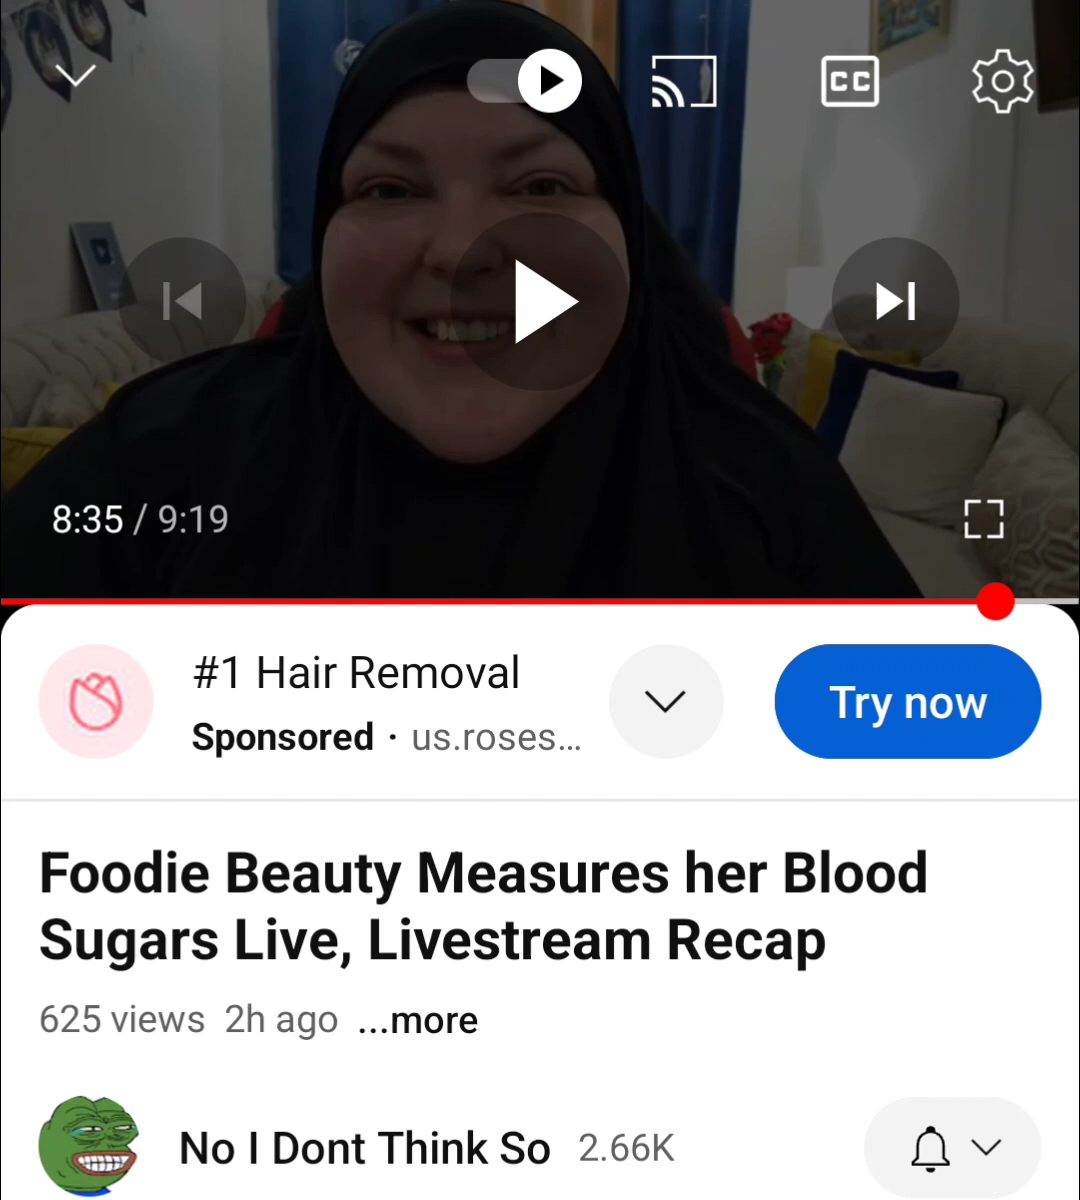 CC
8:35 / 9:19
#1 Hair Removal
Sponsored · us.roses...
Try now
Foodie Beauty Measures her Blood
Sugars Live, Livestream Recap
625 views 2h ago ...more
No I Dont Think So 2.66K